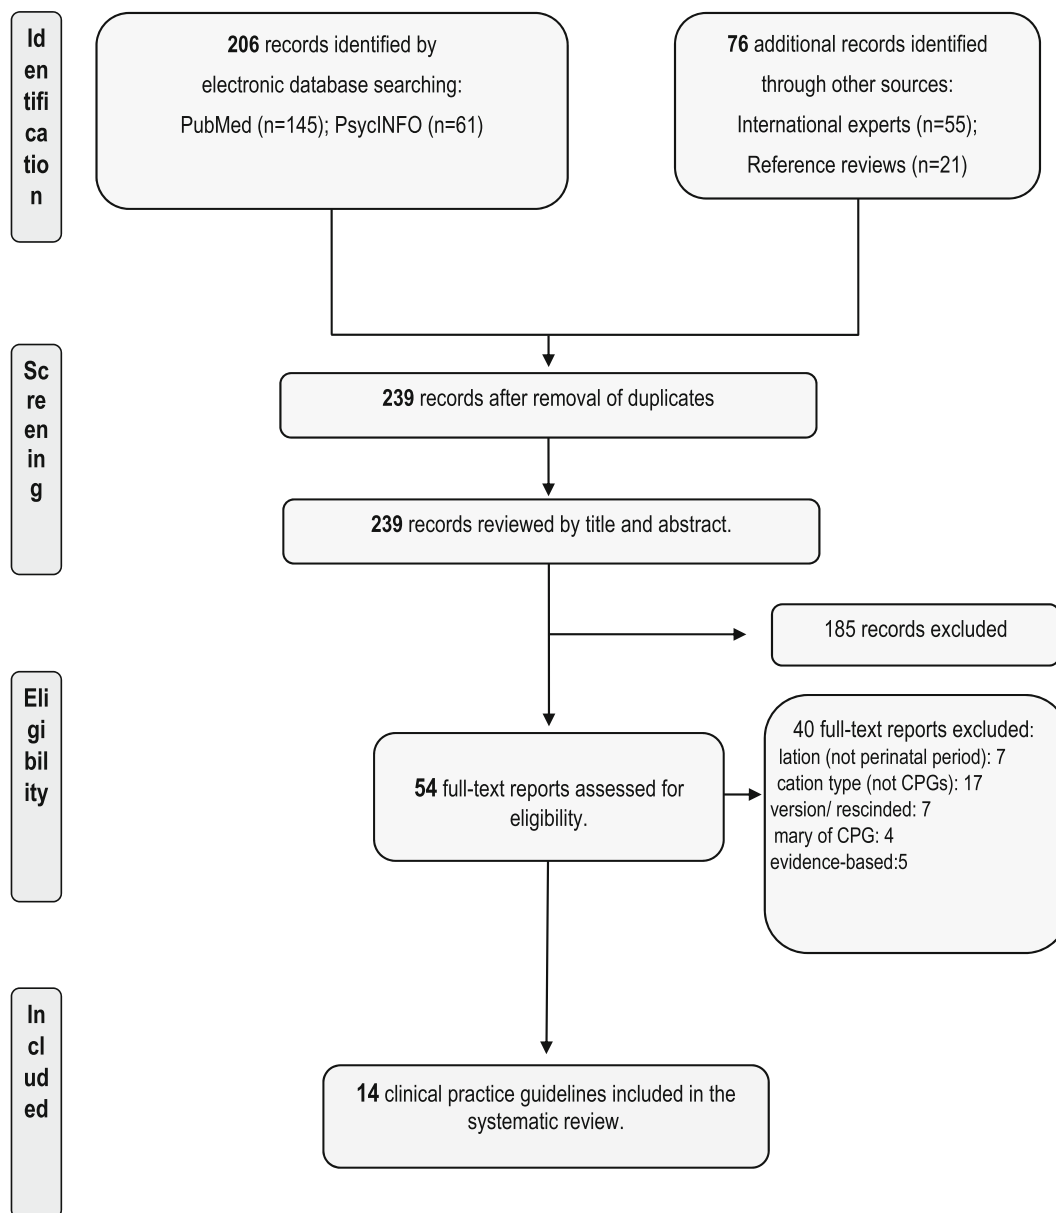 Id
en
tifi
ca
tio
n
206 records identified by
electronic database searching:
PubMed (n=145); PsycINFO (n=61)
76 additional records identified
through other sources:
International experts (n=55);
Reference reviews (n=21)
Sc
re
en
in
g
239 records after removal of duplicates
239 records reviewed by title and abstract.
185 records excluded
Eli
gi
bil
ity
54 full-text reports assessed for
eligibility.
40 full-text reports excluded:
lation (not perinatal period): 7
cation type (not CPGs): 17
version/ rescinded: 7
mary of CPG: 4
evidence-based:5
In
cl
ud
ed
14 clinical practice guidelines included in the
systematic review.